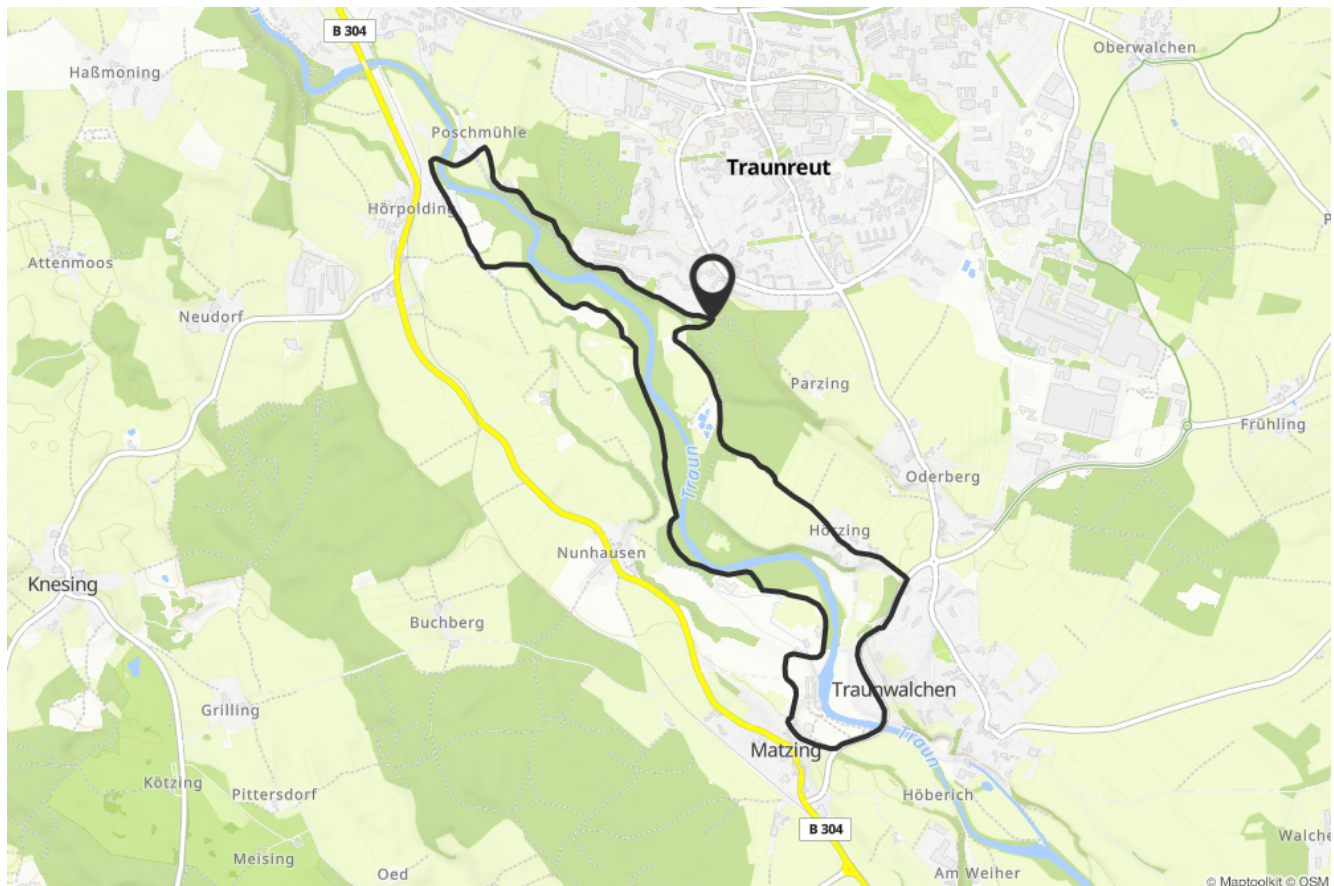 B 304
Oberwalchen
Haßmoning
Poschmühle
Traunreut
Hörpolding
Attenmoos
Neudorf
Parzing
Frühling
Traun
Oderberg
Hörzing
Nunhausen
Knesing
Buchberg
Traunwalchen
Grilling
Traun
Matzing
Kötzing
Pittersdorf
Höberich
B 304
Walche
Meising
Oed
Am Weiher
© Maptoolkit © OSM